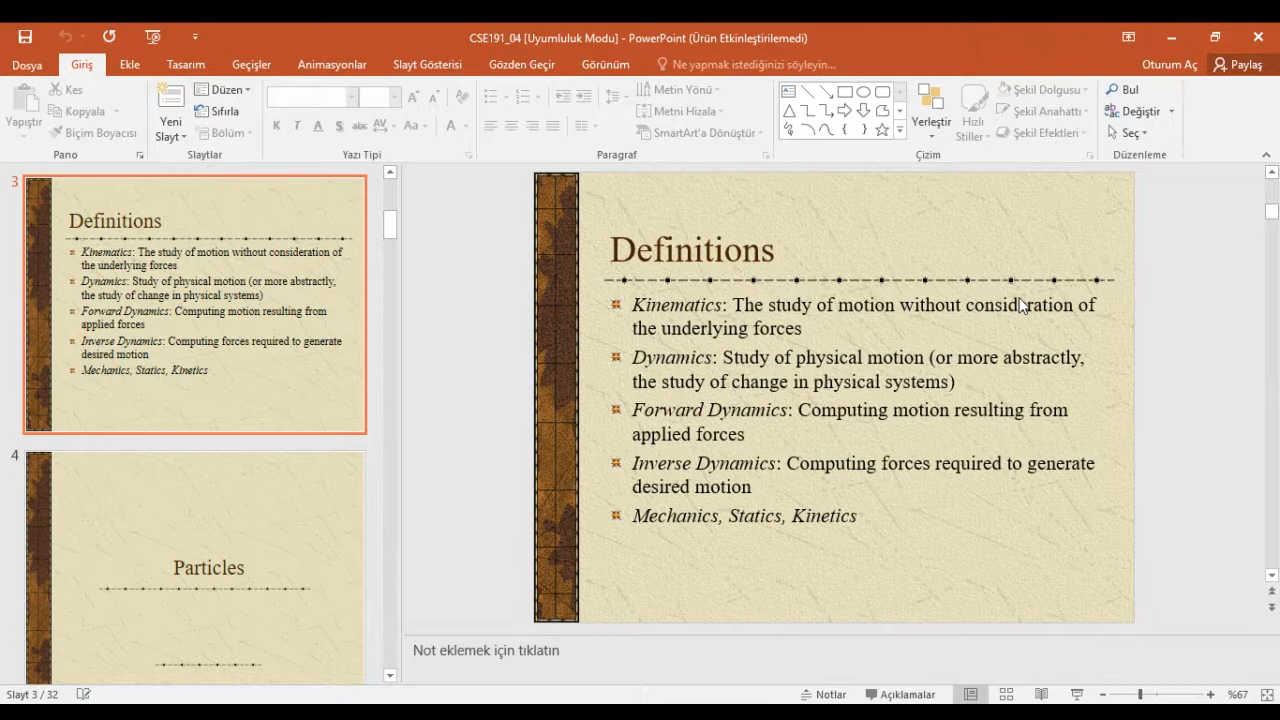 CSE191_04 [Uyumluluk Modu] - PowerPoint (Ürün Etkinleştirilemedi)
Dosya Giriş Ekle Tasarım Geçişler Animasyonlar Slayt Gösterisi Gözden Geçir Görünüm Ne yapmak istediğinizi söyleyin... Oturum Aç Paylaş
Yapıştır
Kes
Kopyala
Biçim Boyacısı
Pano
Yeni
Slayt
Düzen
Sıfırla
Bölüm
Slaytlar
K T A S abc AV Aa A
Yazı Tipi
Metin Yönü
Metni Hizala
SmartArt'a Dönüştür
Paragraf
Yerleştir
Hızlı
Stiller
Şekil Dolgusu
Şekil Anahattı
Şekil Efektleri
Çizim
Bul
Değiştir
Seç
Düzenleme
3
Definitions
Kinematics: The study of motion without consideration of
the underlying forces
Dynamics: Study of physical motion (or more abstractly,
the study of change in physical systems)
Forward Dynamics: Computing motion resulting from
applied forces
Inverse Dynamics: Computing forces required to generate
desired motion
Mechanics, Statics, Kinetics
4
Particles
Definitions
Kinematics: The study of motion without consideration of
the underlying forces
Dynamics: Study of physical motion (or more abstractly,
the study of change in physical systems)
Forward Dynamics: Computing motion resulting from
applied forces
Inverse Dynamics: Computing forces required to generate
desired motion
Mechanics, Statics, Kinetics
Not eklemek için tıklatın
Slayt 3 / 32 Notlar Açıklamalar %67